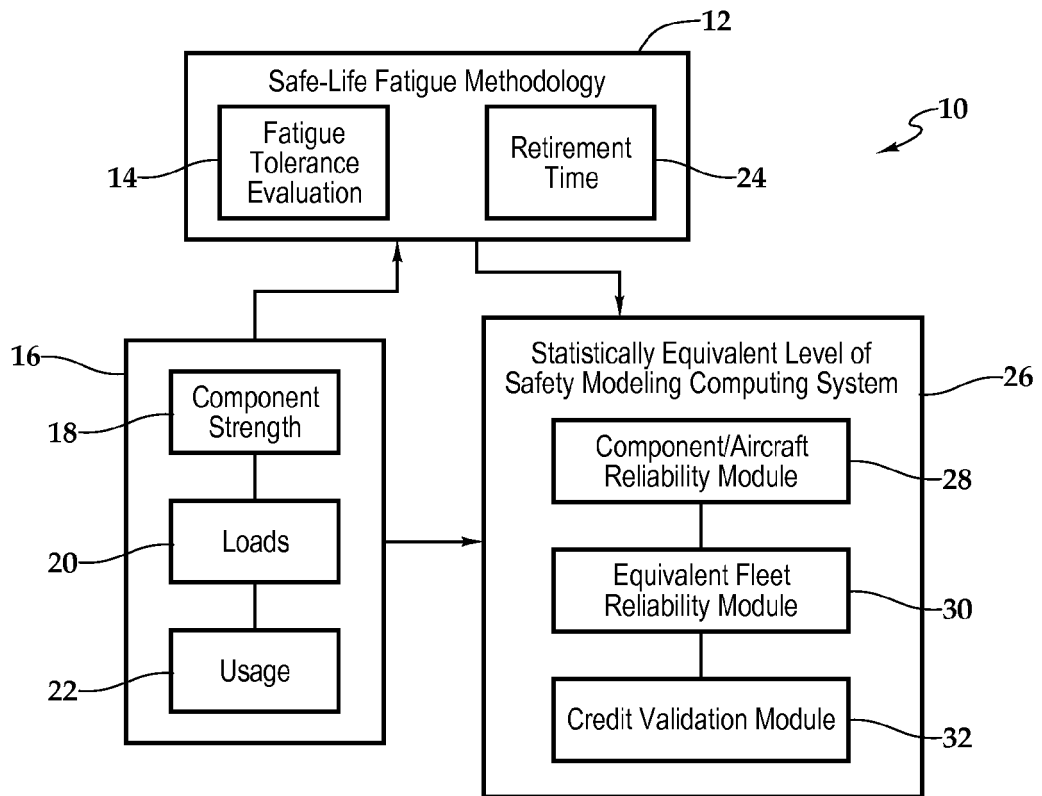 12
Safe-Life Fatigue Methodology
10
Fatigue
Tolerance
Evaluation
14
Retirement
Time
24
16
Component
Strength
18
Loads
20
Usage
22
Statistically Equivalent Level of
Safety Modeling Computing System
26
Component/Aircraft
Reliability Module
28
Equivalent Fleet
Reliability Module
30
Credit Validation Module
32